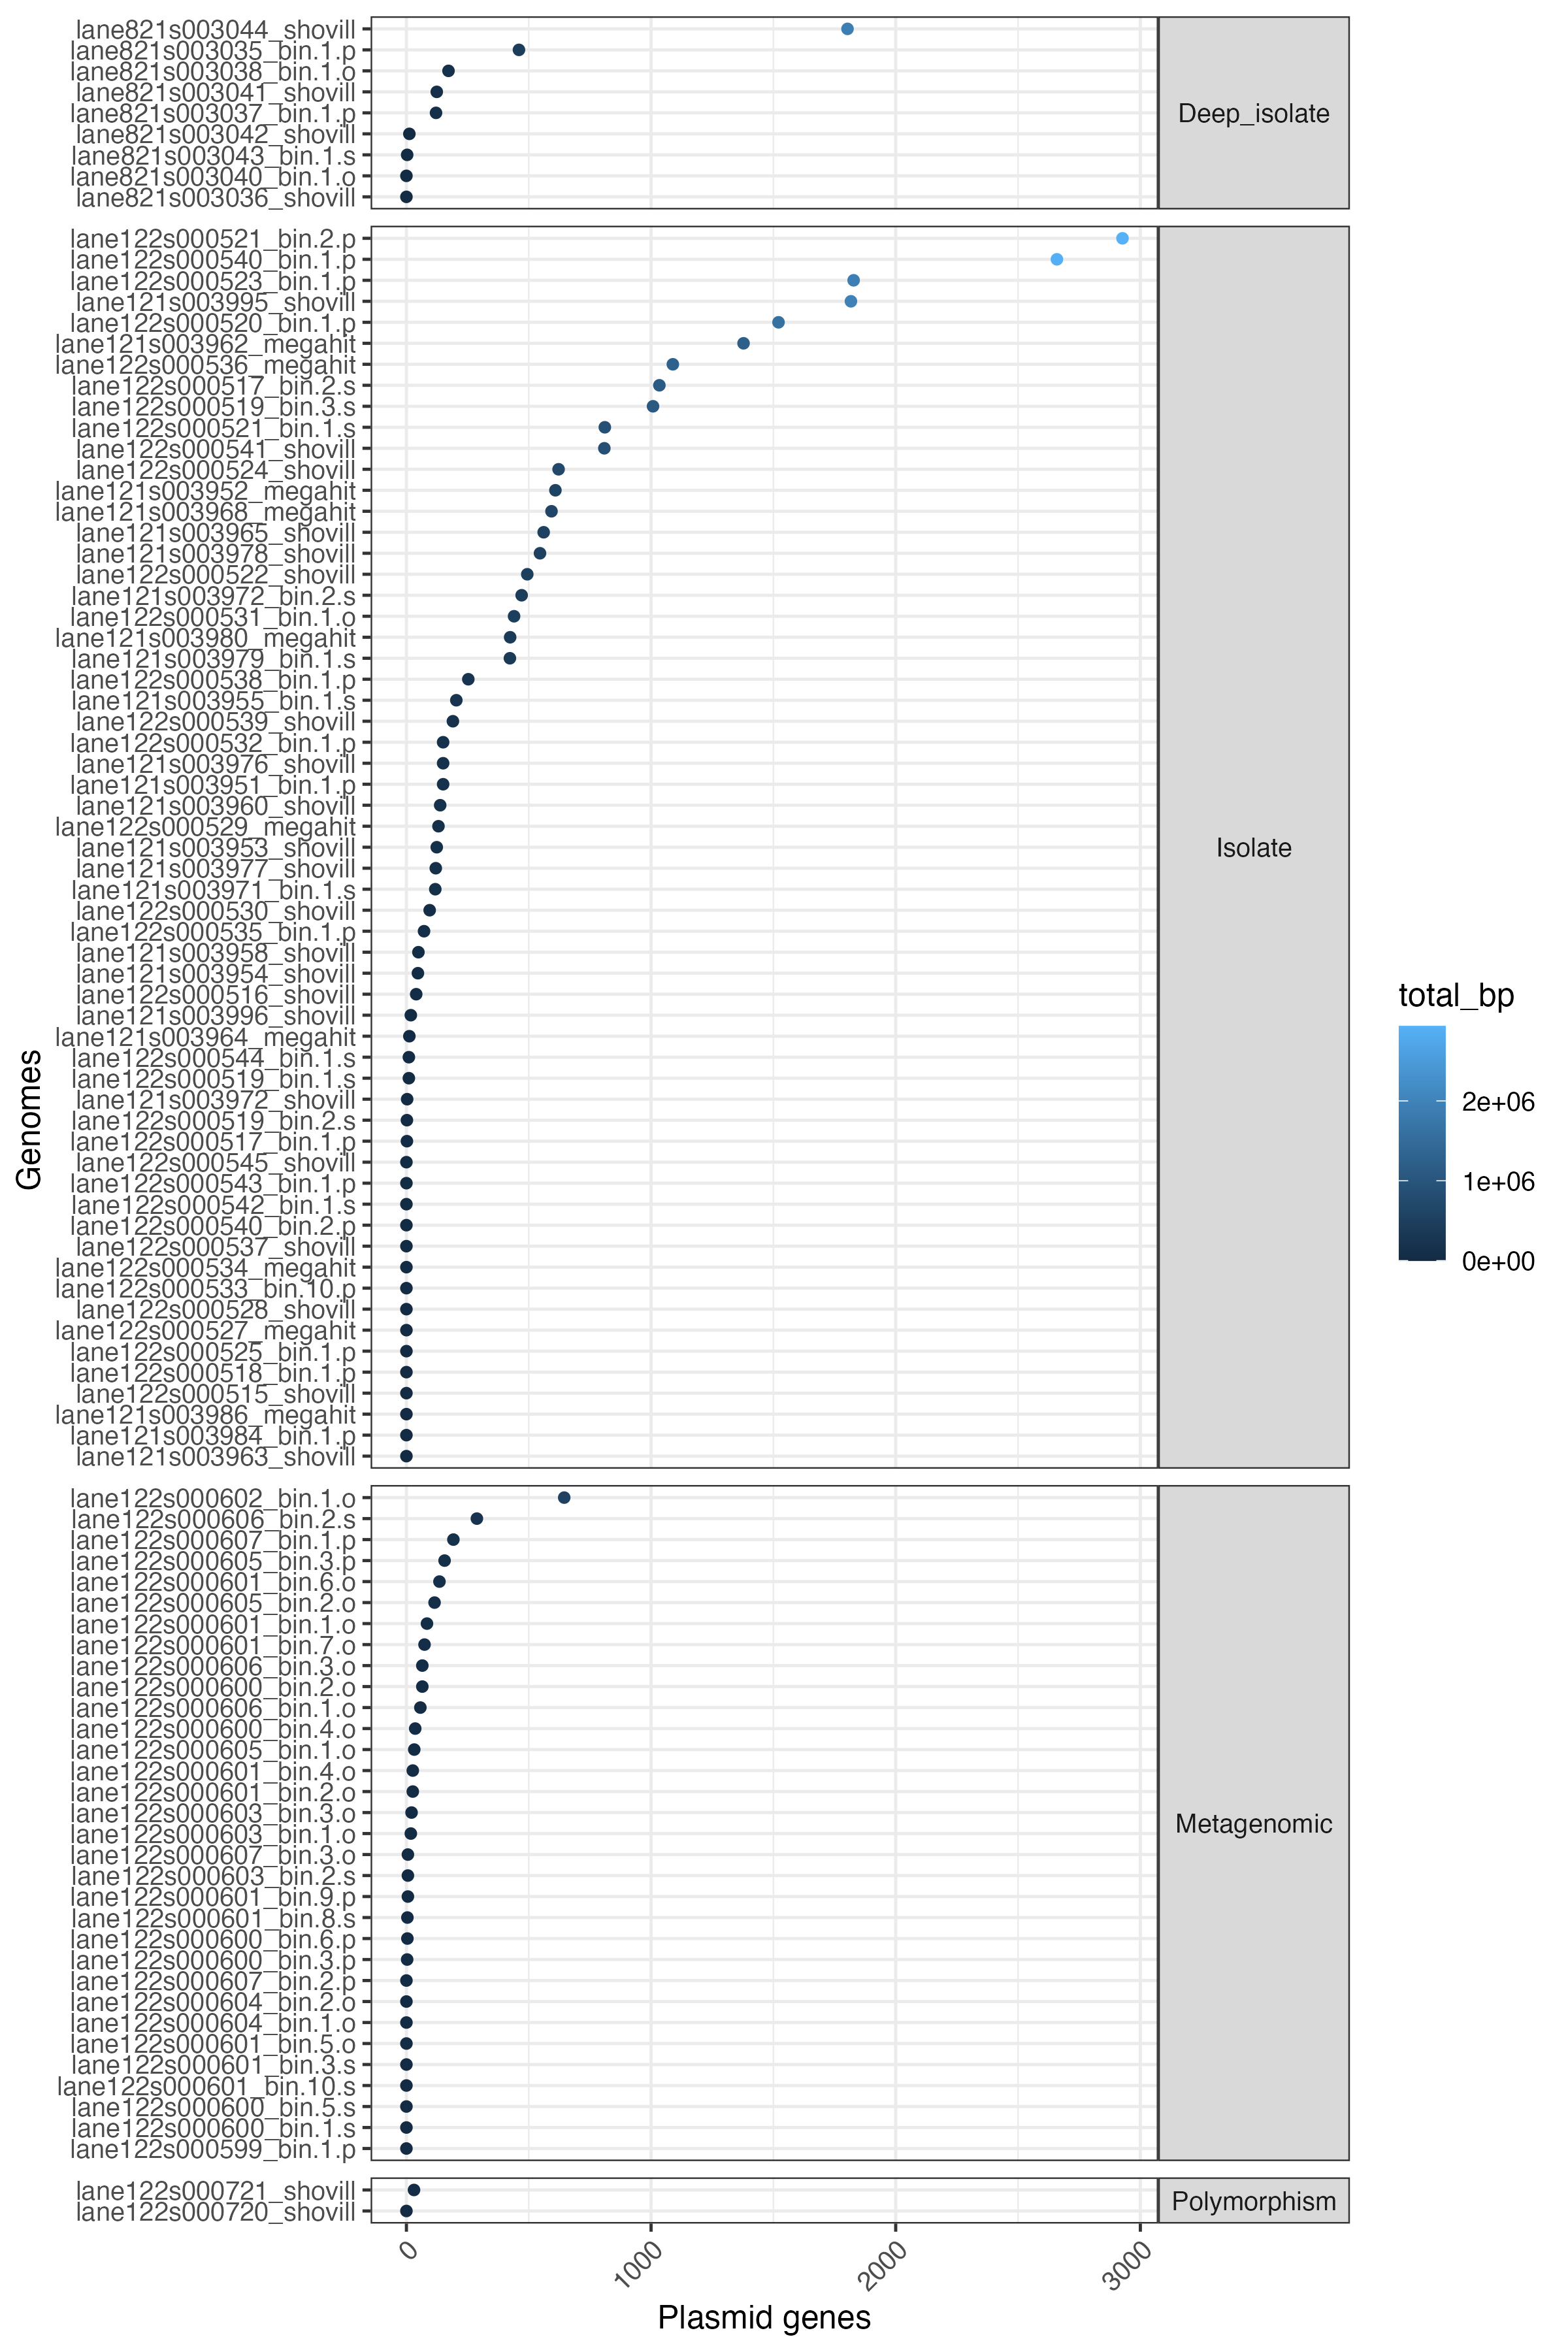 lane821s003044_shovill
lane821s003035_bin.1.p
lane821s003038_bin.1.o
lane821s003041_shovill
lane821s003037_bin.1.p
lane821s003042_shovill
lane821s003043_bin.1.s
lane821s003040_bin.1.o
lane821s003036_shovill
Deep_isolate
lane122s000521_bin.2.p
lane122s000540_bin.1.p
lane122s000523_bin.1.p
lane121s003995_shovill
lane122s000520_bin.1.p
lane121s003962_megahit
lane122s000536_megahit
lane122s000517_bin.2.s
lane122s000519_bin.3.s
lane122s000521_bin.1.s
lane122s000541_shovill
lane122s000524_shovill
lane121s003952_megahit
lane121s003968_megahit
lane121s003965_shovill
lane121s003978_shovill
lane122s000522_shovill
lane121s003972_bin.2.s
lane122s000531_bin.1.o
lane121s003980_megahit
lane121s003979_bin.1.s
lane122s000538_bin.1.p
lane121s003955_bin.1.s
lane122s000539_shovill
lane122s000532_bin.1.p
lane121s003976_shovill
lane121s003951_bin.1.p
lane121s003960_shovill
lane122s000529_megahit
lane121s003953_shovill
lane121s003977_shovill
lane121s003971_bin.1.s
lane122s000530_shovill
lane122s000535_bin.1.p
lane121s003958_shovill
lane121s003954_shovill
lane122s000516_shovill
lane121s003996_shovill
lane121s003964_megahit
lane122s000544_bin.1.s
lane122s000519_bin.1.s
lane121s003972_shovill
lane122s000519_bin.2.s
lane122s000517_bin.1.p
lane122s000545_shovill
lane122s000543_bin.1.p
lane122s000542_bin.1.s
lane122s000540_bin.2.p
lane122s000537_shovill
lane122s000534_megahit
lane122s000533_bin.10.p
lane122s000528_shovill
lane122s000527_megahit
lane122s000525_bin.1.p
lane122s000518_bin.1.p
lane122s000515_shovill
lane121s003986_megahit
lane121s003984_bin.1.p
lane121s003963_shovill
Isolate
lane122s000602_bin.1.o
lane122s000606_bin.2.s
lane122s000607_bin.1.p
lane122s000605_bin.3.p
lane122s000601_bin.6.o
lane122s000605_bin.2.o
lane122s000601_bin.1.o
lane122s000601_bin.7.o
lane122s000606_bin.3.o
lane122s000600_bin.2.o
lane122s000606_bin.1.o
lane122s000600_bin.4.o
lane122s000605_bin.1.o
lane122s000601_bin.4.o
lane122s000601_bin.2.o
lane122s000603_bin.3.o
lane122s000603_bin.1.o
lane122s000607_bin.3.o
lane122s000603_bin.2.s
lane122s000601_bin.9.p
lane122s000601_bin.8.s
lane122s000600_bin.6.p
lane122s000600_bin.3.p
lane122s000607_bin.2.p
lane122s000604_bin.2.o
lane122s000604_bin.1.o
lane122s000601_bin.5.o
lane122s000601_bin.3.s
lane122s000601_bin.10.s
lane122s000600_bin.5.s
lane122s000600_bin.1.s
lane122s000599_bin.1.p
Metagenomic
lane122s000721_shovill
lane122s000720_shovill
Polymorphism
0
1000
2000
3000
Plasmid genes
Genomes
total_bp
2e+06
1e+06
0e+00